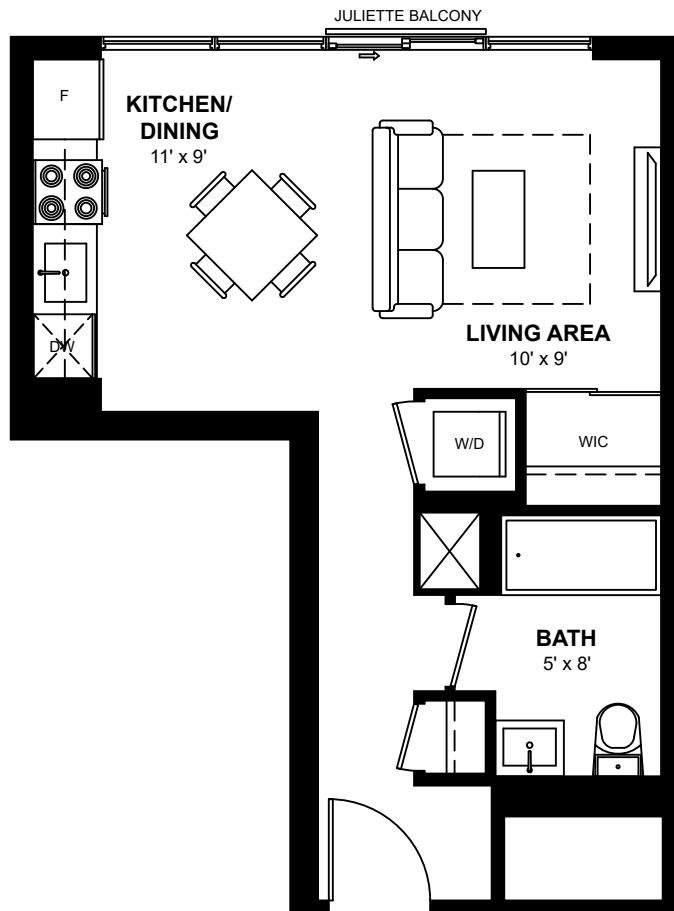 JULIETTE BALCONY
F
KITCHEN/
DINING
11' x 9'
DW
LIVING AREA
10' x 9'
W/D
WIC
BATH
5' x 8'